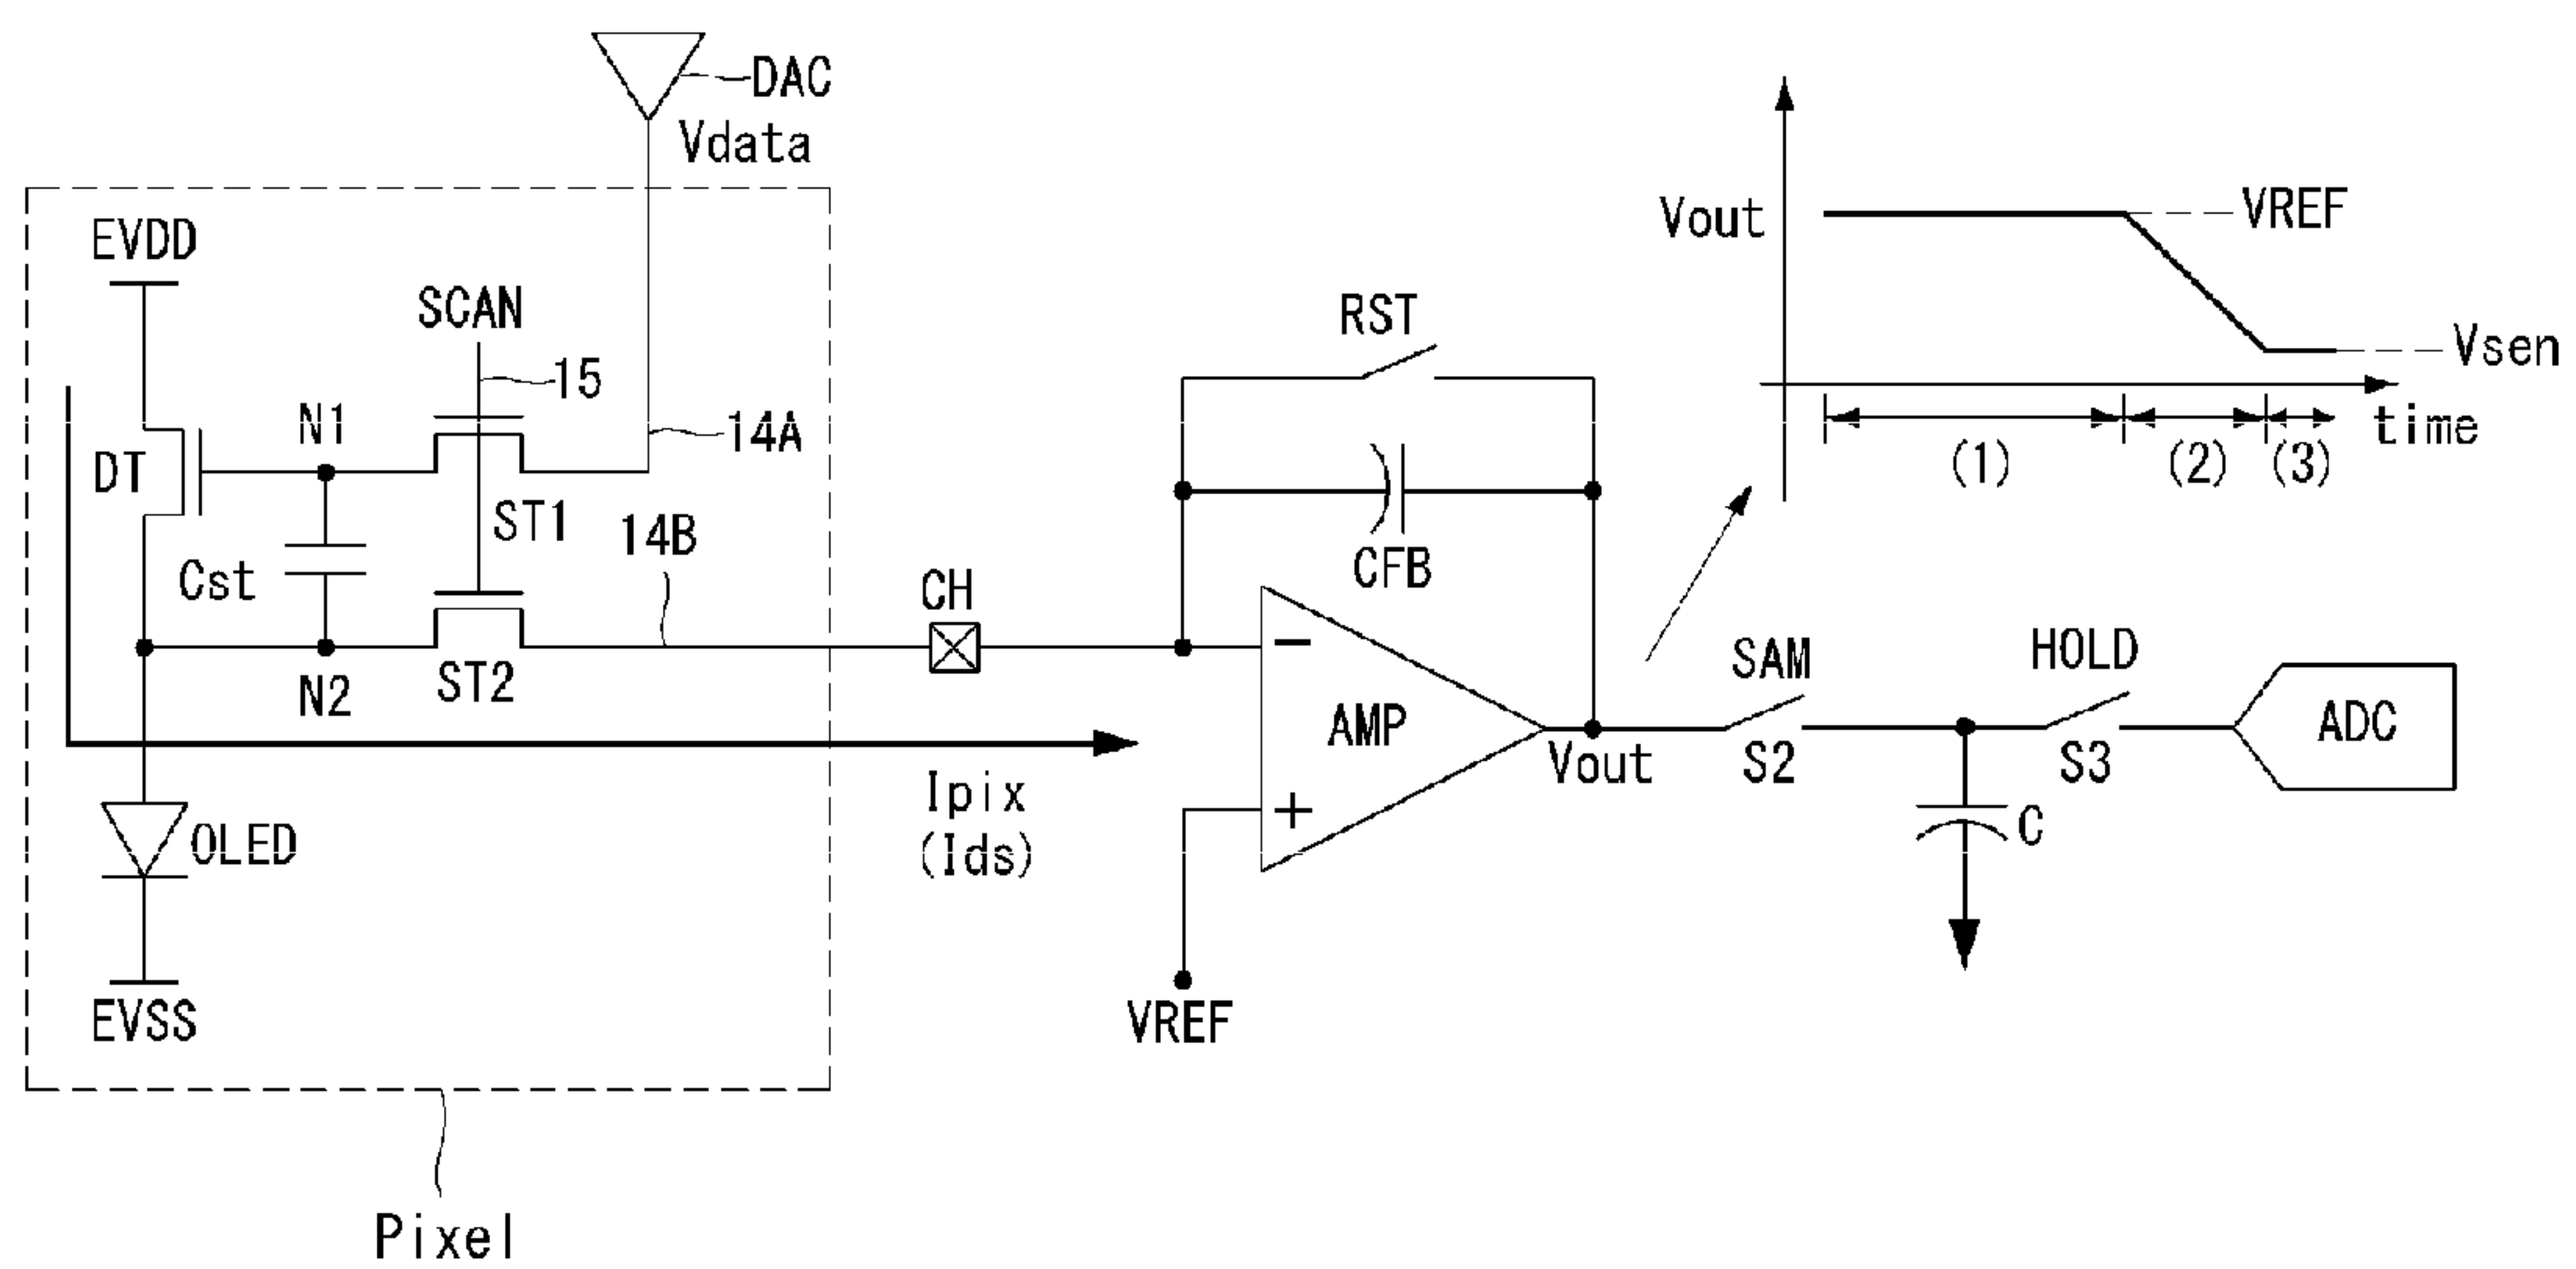 DAC
Vdata
EVDD
SCAN
15
N1
14A
DT
ST1
14B
Cst
N2
ST2
CH
OLED
EVSS
Pixel
Ipix
(Ids)
RST
CFB
−
AMP
+
VREF
Vout
SAM
S2
HOLD
S3
ADC
C
Vout
VREF
Vsen
time
(1)
(2)
(3)